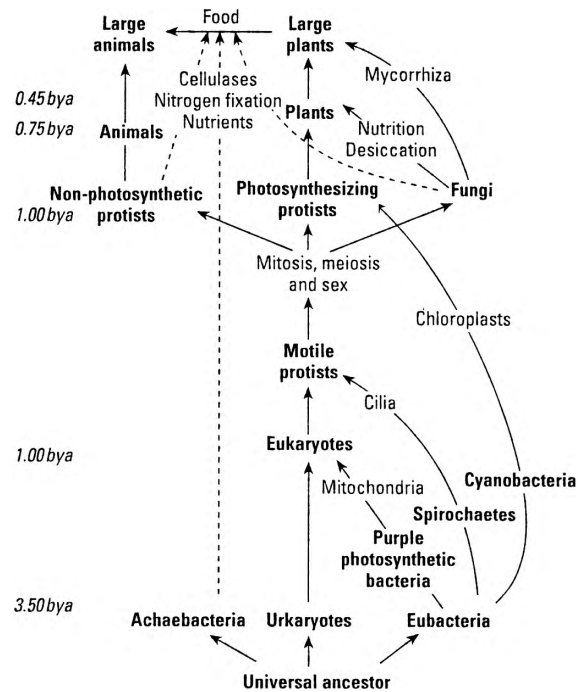 Food
Large
animals
Large
plants
Cellulases
Nitrogen fixation
Nutrients
Mycorrhiza
0.45 bya
Plants
0.75 bya
Animals
Nutrition
Desiccation
Non-photosynthetic
protists
Photosynthesizing
protists
Fungi
1.00 bya
Mitosis, meiosis
and sex
Chloroplasts
Motile
protists
Cilia
Eukaryotes
1.00 bya
Mitochondria
Cyanobacteria
Spirochaetes
Purple
photosynthetic
bacteria
3.50 bya
Achaebacteria
Urkaryotes
Eubacteria
Universal ancestor